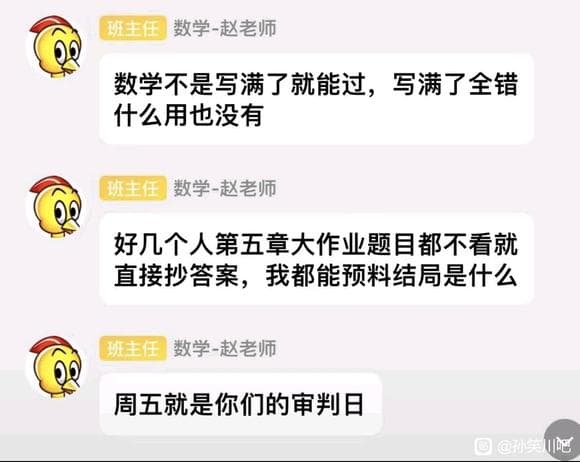 班主任 数学-赵老师
数学不是写满了就能过，写满了全错
什么用也没有
班主任 数学-赵老师
好几个人第五章大作业题目都不看就
直接抄答案，我都能预料结局是什么
班主任 数学-赵老师
周五就是你们的审判日
孙笑川吧